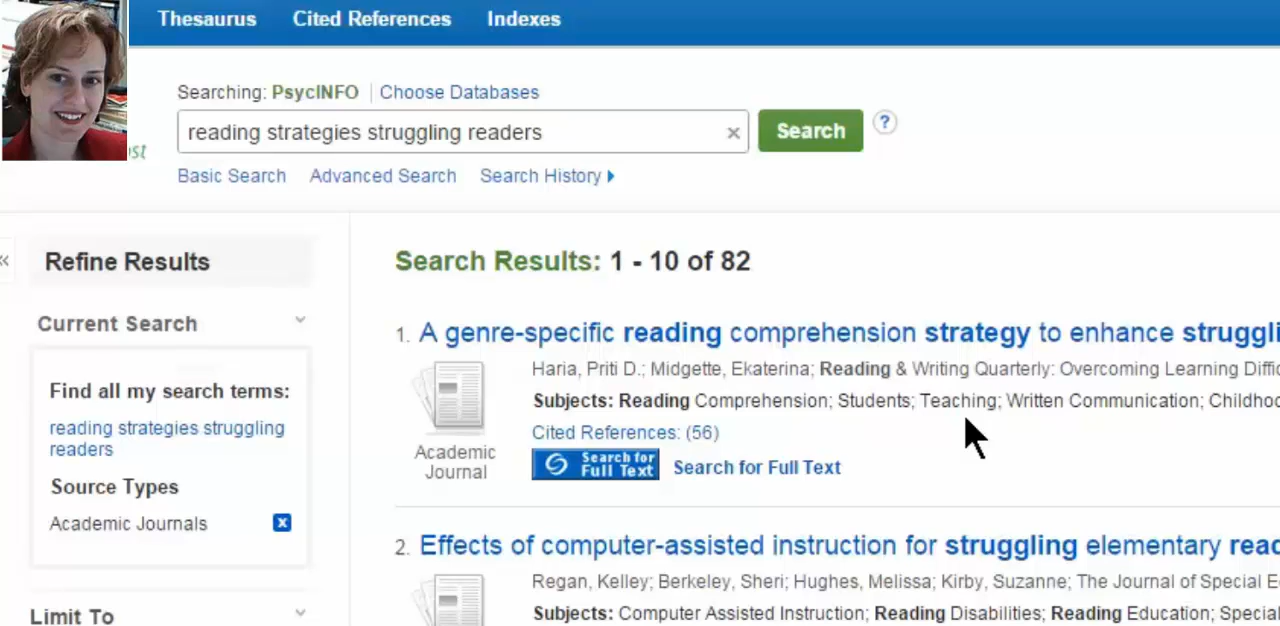 Thesaurus Cited References Indexes
Searching: PsycINFO Choose Databases
reading strategies struggling readers × Search ?
st
Basic Search Advanced Search Search History
«
Refine Results
Current Search
Find all my search terms:
reading strategies struggling
readers
Source Types
Academic Journals x
Limit To
Search Results: 1 - 10 of 82
1. A genre-specific reading comprehension strategy to enhance struggli
Haria, Priti D.; Midgette, Ekaterina; Reading & Writing Quarterly: Overcoming Learning Diffic
Subjects: Reading Comprehension; Students; Teaching; Written Communication; Childhoo
Cited References: (56)
Search for
Full Text
Search for Full Text
Academic
Journal
2. Effects of computer-assisted instruction for struggling elementary read
Regan, Kelley; Berkeley, Sheri; Hughes, Melissa; Kirby, Suzanne; The Journal of Special E
Subjects: Computer Assisted Instruction; Reading Disabilities; Reading Education; Special